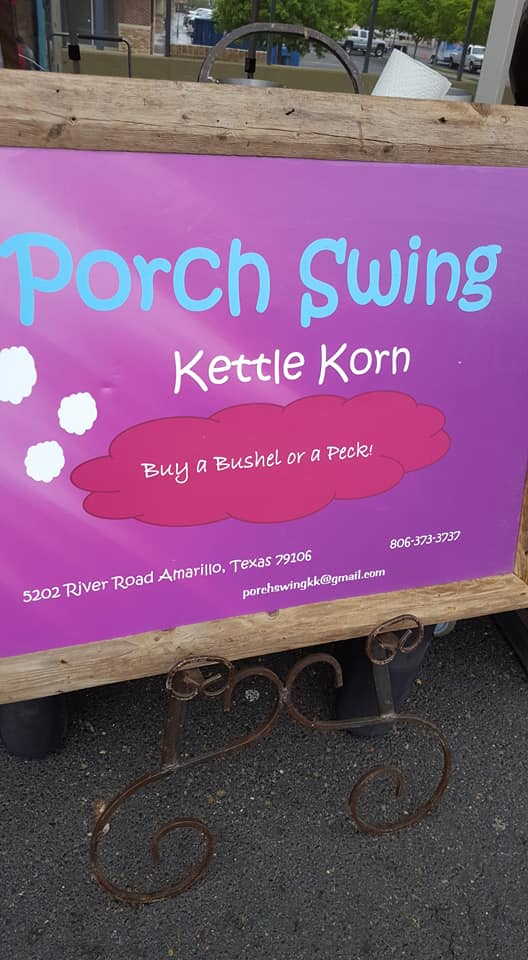 Porch Swing
Kettle Korn
Buy a Bushel or a Peck!
806-373-3737
5202 River Road Amarillo, Texas 79106
porchswingkk@gmail.com